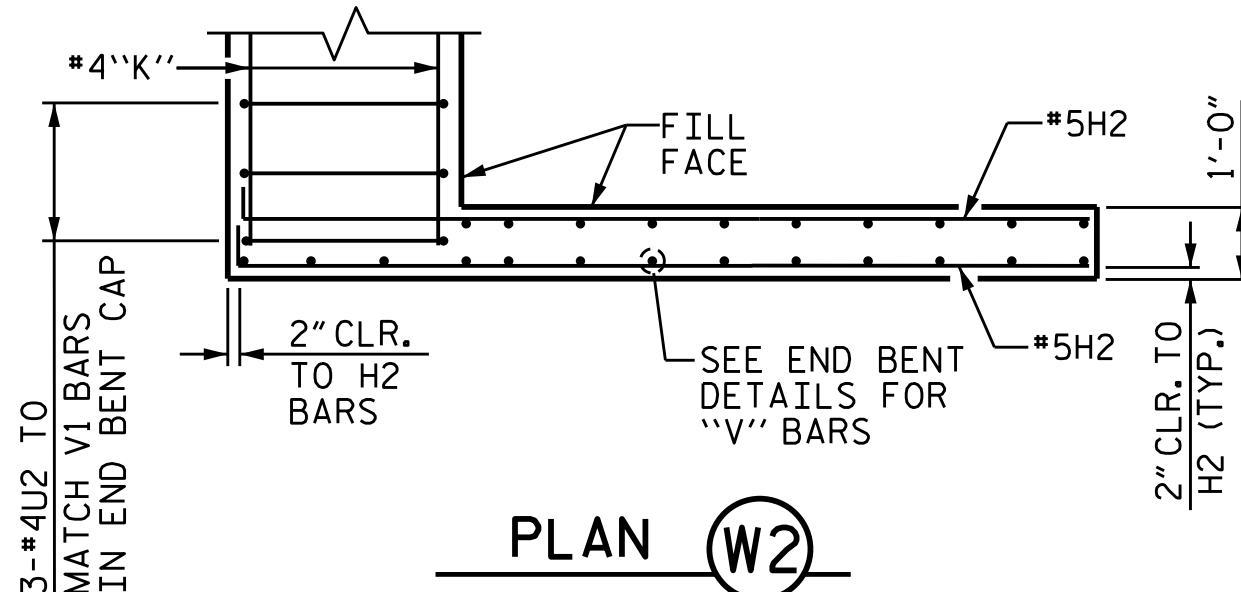 #4''K''
FILL
FACE
#5H2
1'-0"
3-#4U2 TO
MATCH V1 BARS
IN END BENT CAP
2" CLR.
TO H2
BARS
SEE END BENT
DETAILS FOR
''V'' BARS
#5H2
2" CLR. TO
H2 (TYP.)
PLAN W2